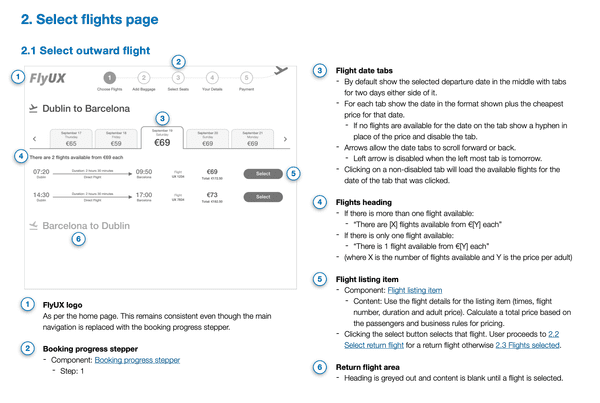 2. Select flights page
2.1 Select outward flight
2
1
FlyUX
1
2
3
4
5
Choose Flights
Add Baggage
Select Seats
Your Details
Payment
Dublin to Barcelona
3
September 17
Thursday
€65
September 18
Friday
€59
September 19
Saturday
€69
September 20
Sunday
€69
September 21
Monday
€69
4
There are 2 flights available from €69 each
07:20
Dublin
Duration: 2 hours 30 minutes
Direct Flight
09:50
Barcelona
Flight
€69
Select
5
14:30
Dublin
Duration: 2 hours 30 minutes
Direct Flight
17:00
Barcelona
Flight
€73
Select
Barcelona to Dublin
6
1 FlyUX logo
As per the home page. This remains consistent even though the main
navigation is replaced with the booking progress stepper.
2 Booking progress stepper
- Component: Booking progress stepper
- Step: 1
3 Flight date tabs
- By default show the selected departure date in the middle with tabs
for two days either side of it.
- For each tab show the date in the format shown plus the cheapest
price for that date.
- If no flights are available for the date on the tab show a hyphen in
place of the price and disable the tab.
- Arrows allow the date tabs to scroll forward or back.
- Left arrow is disabled when the left most tab is tomorrow.
- Clicking on a non-disabled tab will load the available flights for the
date of the tab that was clicked.
4 Flights heading
- If there is more than one flight available:
- “There are [X] flights available from €[Y] each”
- If there is only one flight available:
- “There is 1 flight available from €[Y] each”
- (where X is the number of flights available and Y is the price per adult)
5 Flight listing item
- Component: Flight listing item
- Content: Use the flight details for the listing item (times, flight
number, duration and adult price). Calculate a total price based on
the passengers and business rules for pricing.
- Clicking the select button selects that flight. User proceeds to 2.2
Select return flight for a return flight otherwise 2.3 Flights selected.
6 Return flight area
- Heading is greyed out and content is blank until a flight is selected.